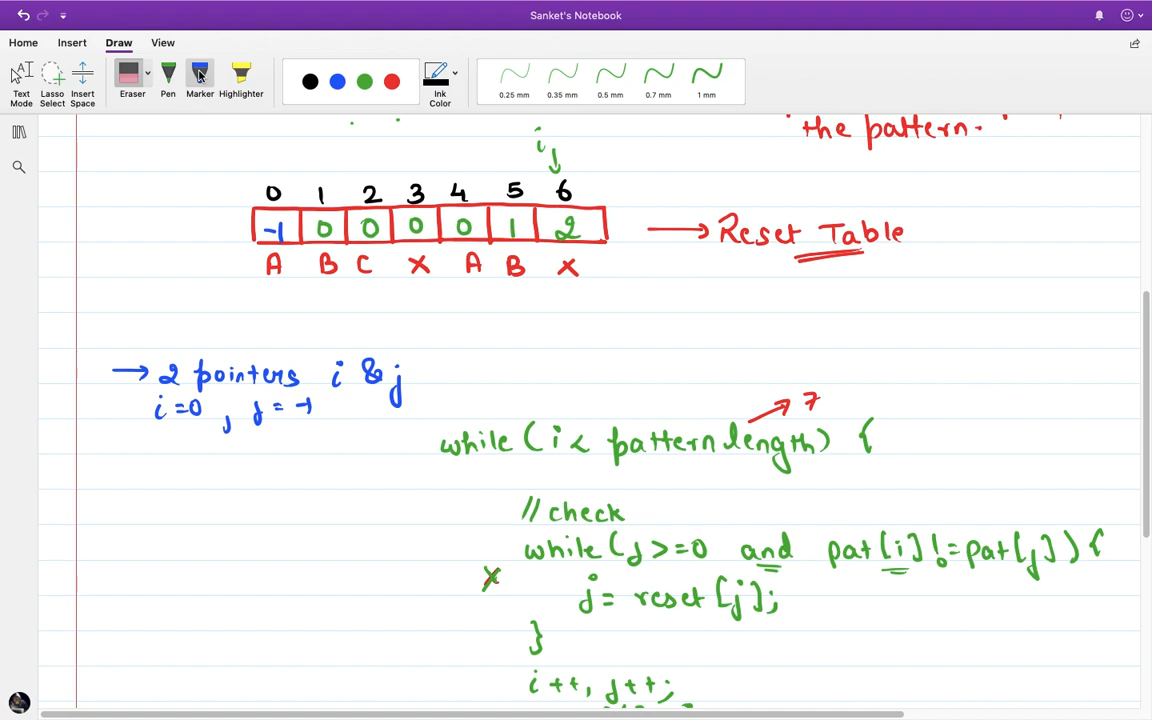 Sanket's Notebook
Home Insert Draw View
Text Mode
Lasso Select
Insert Space
Eraser
Pen
Marker
Highlighter
Ink Color
0.25 mm 0.35 mm 0.5 mm 0.7 mm 1 mm
the pattern.
i
0 1 2 3 4 5 6
-1 0 0 0 0 1 2 → Reset Table
A B C X A B X
→ 2 pointers i & j
i=0 , j = -1
7
while ( i < pattern length ) {
// check
while ( j >=0 and pat[i] != pat[j] ) {
X
j = reset [j];
}
i++, j++;